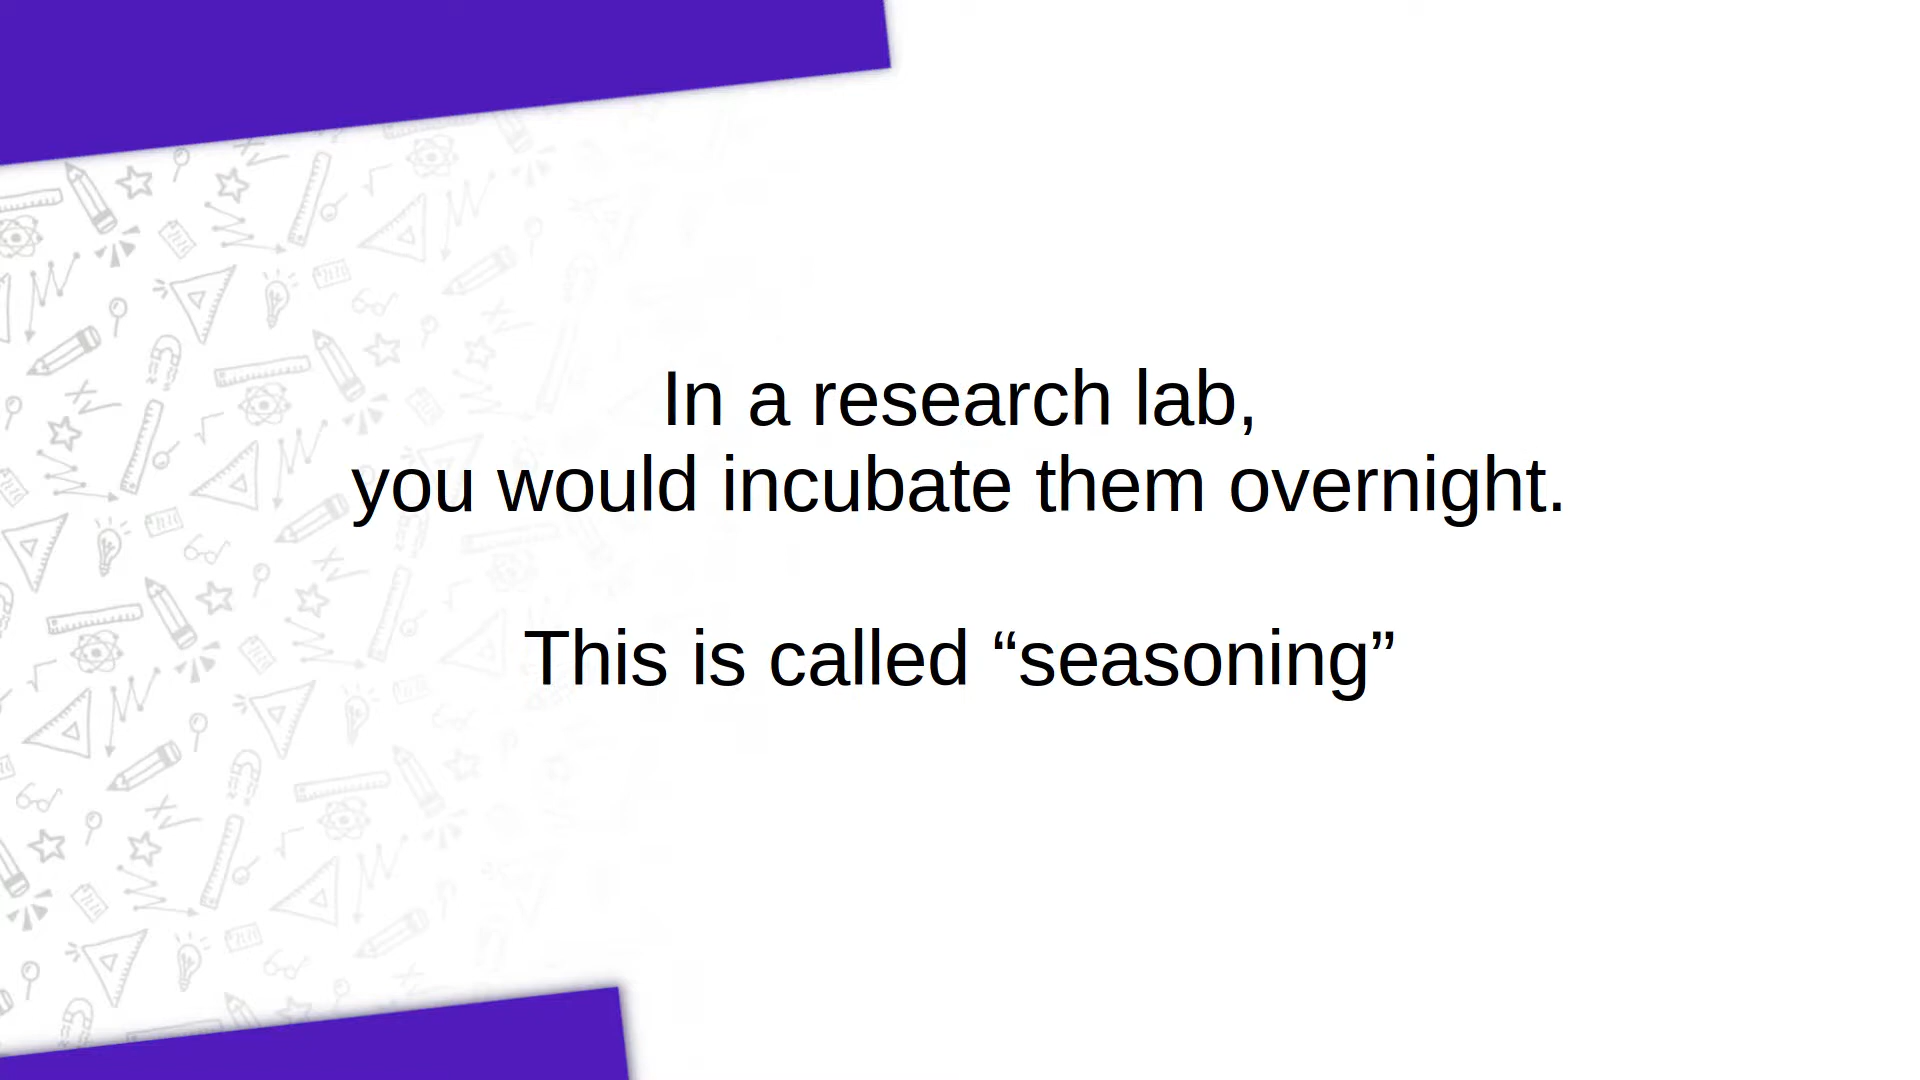 In a research lab,
you would incubate them overnight.
This is called “seasoning”